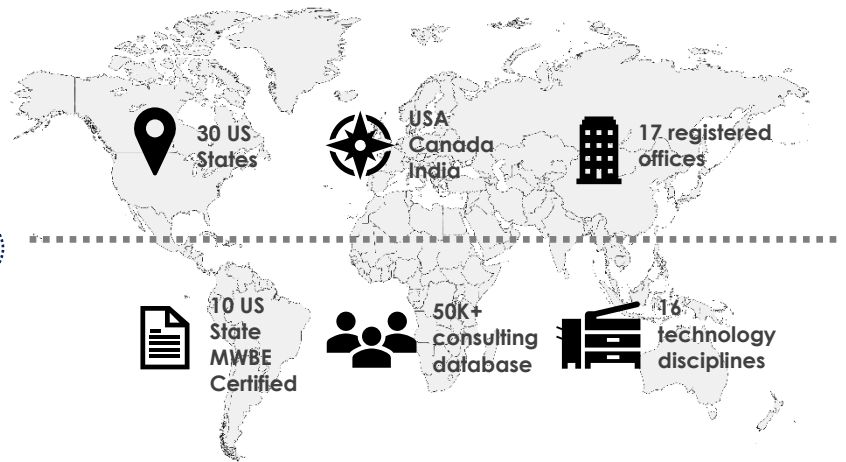 30 US
States
USA
Canada
India
17 registered
offices
10 US
State
MWBE
Certified
50K+
consulting
database
16
technology
disciplines